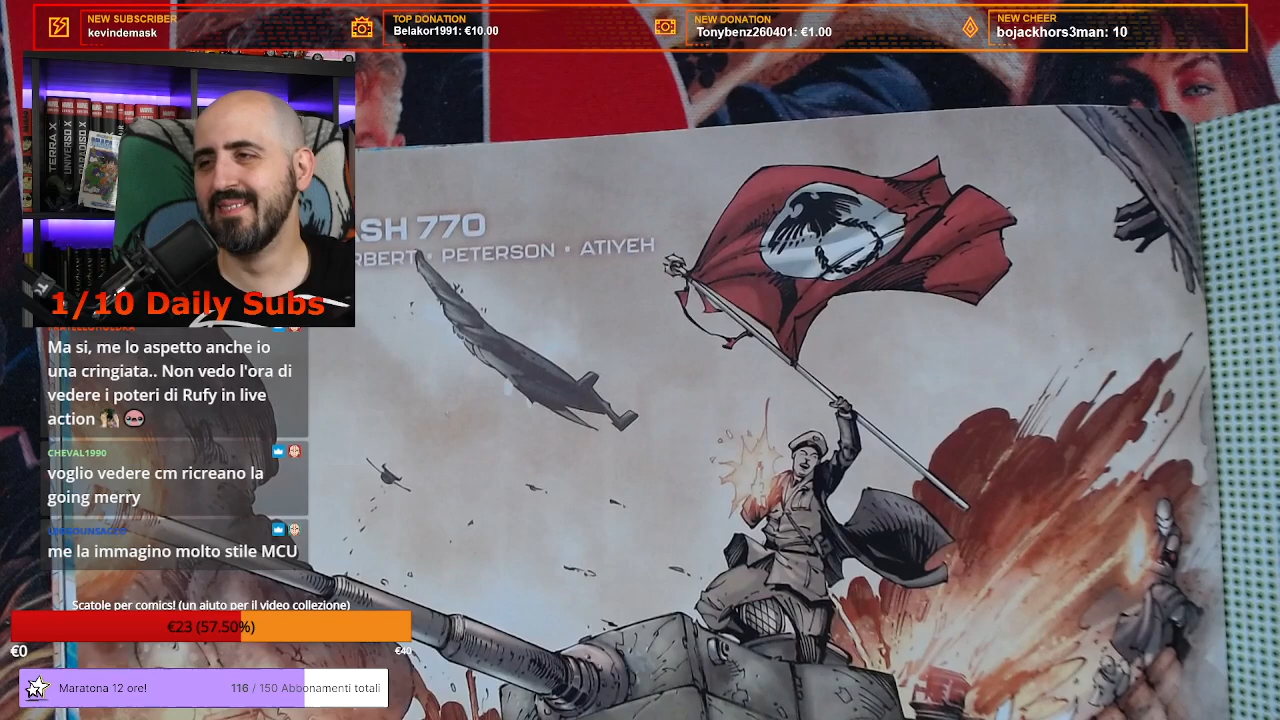 NEW SUBSCRIBER
kevindemask
TOP DONATION
Belakor1991: €10.00
NEW DONATION
Tonybenz260401: €1.00
NEW CHEER
bojackhors3man: 10
TERRA X
UNIVERSO X
PARADISO X
1/10 Daily Subs
ASH 770
RBERT • PETERSON • ATIYEH
Ma si, me lo aspetto anche io
una cringiata.. Non vedo l'ora di
vedere i poteri di Rufy in live
action
CHEVAL1990
voglio vedere cm ricreano la
going merry
me la immagino molto stile MCU
Scatole per comics! (un aiuto per il video collezione)
€23 (57.50%)
€0
€40
Maratona 12 ore!
116 / 150 Abbonamenti totali